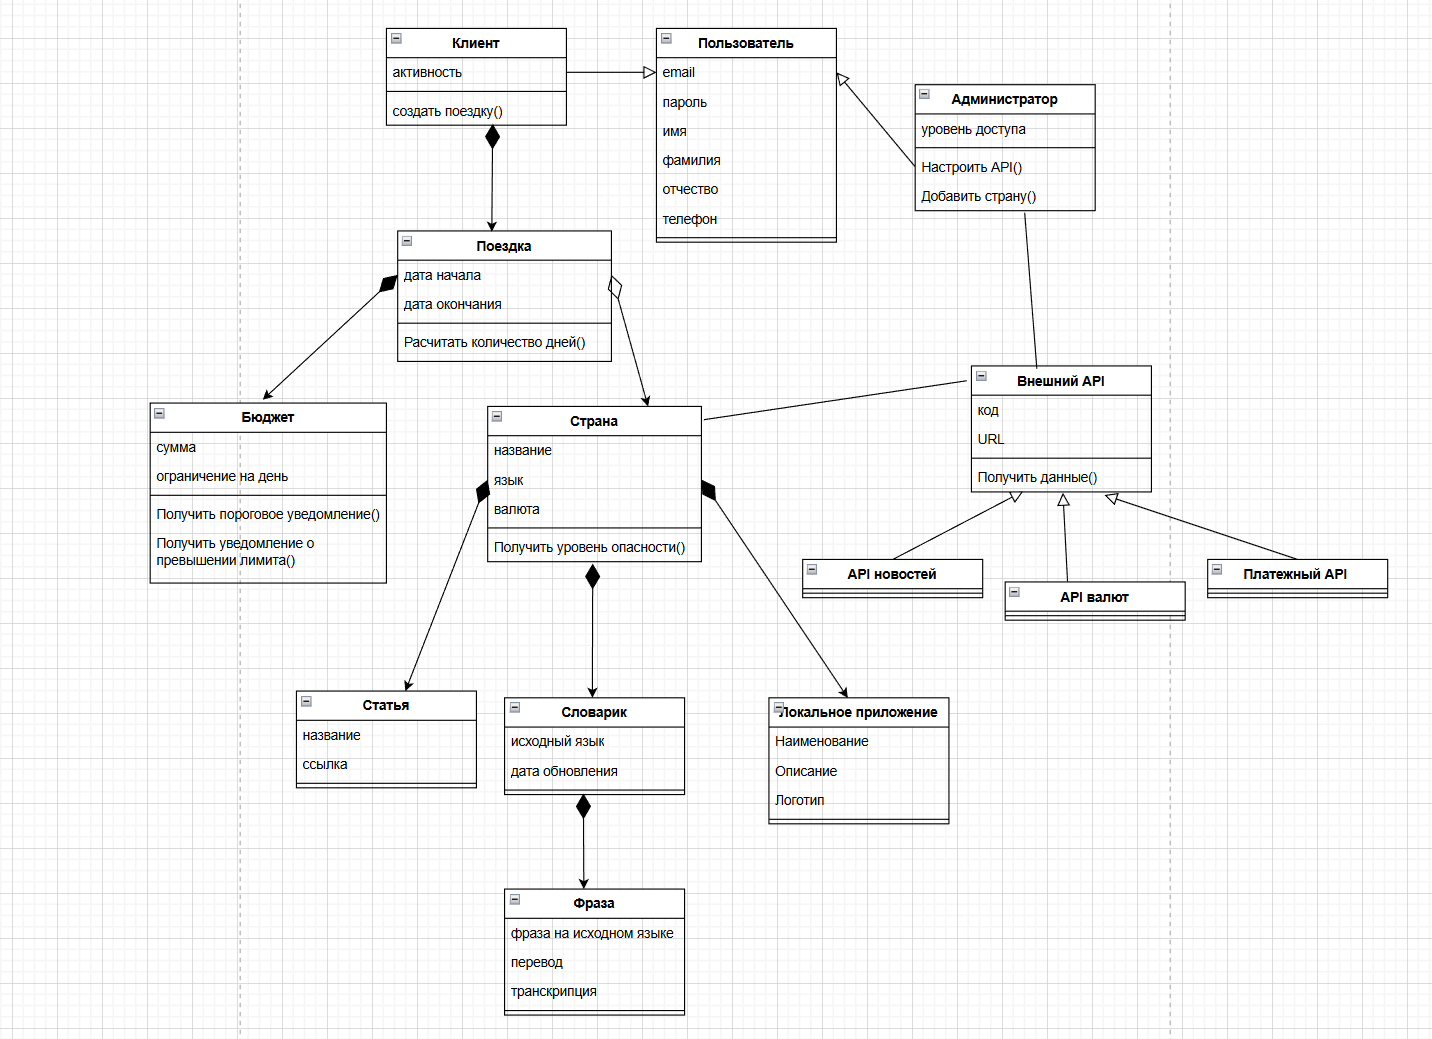 Клиент
активность
создать поездку()
Пользователь
email
пароль
имя
фамилия
отчество
телефон
Администратор
уровень доступа
Настроить API()
Добавить страну()
Поездка
дата начала
дата окончания
Расчитать количество дней()
Внешний API
код
URL
Получить данные()
Бюджет
сумма
ограничение на день
Получить пороговое уведомление()
Получить уведомление о
превышении лимита()
Страна
название
язык
валюта
Получить уровень опасности()
API новостей
API валют
Платежный API
Статья
название
ссылка
Словарик
исходный язык
дата обновления
Локальное приложение
Наименование
Описание
Логотип
Фраза
фраза на исходном языке
перевод
транскрипция